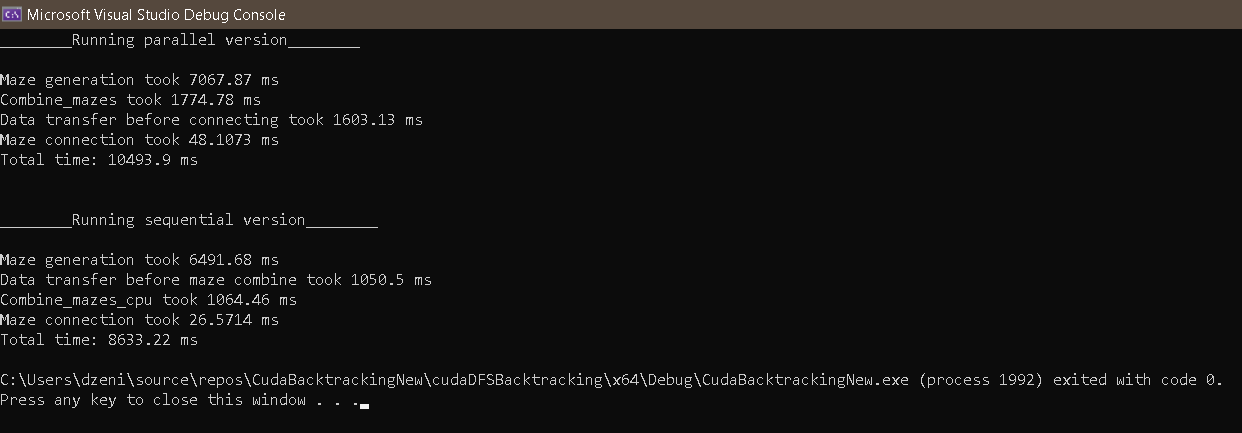 Microsoft Visual Studio Debug Console
________Running parallel version________
Maze generation took 7067.87 ms
Combine_mazes took 1774.78 ms
Data transfer before connecting took 1603.13 ms
Maze connection took 48.1073 ms
Total time: 10493.9 ms
________Running sequential version________
Maze generation took 6491.68 ms
Data transfer before maze combine took 1050.5 ms
Combine_mazes_cpu took 1064.46 ms
Maze connection took 26.5714 ms
Total time: 8633.22 ms
C:\Users\dzeni\source\repos\CudaBacktrackingNew\cudaDFSBacktracking\x64\Debug\CudaBacktrackingNew.exe (process 1992) exited with code 0.
Press any key to close this window . . .